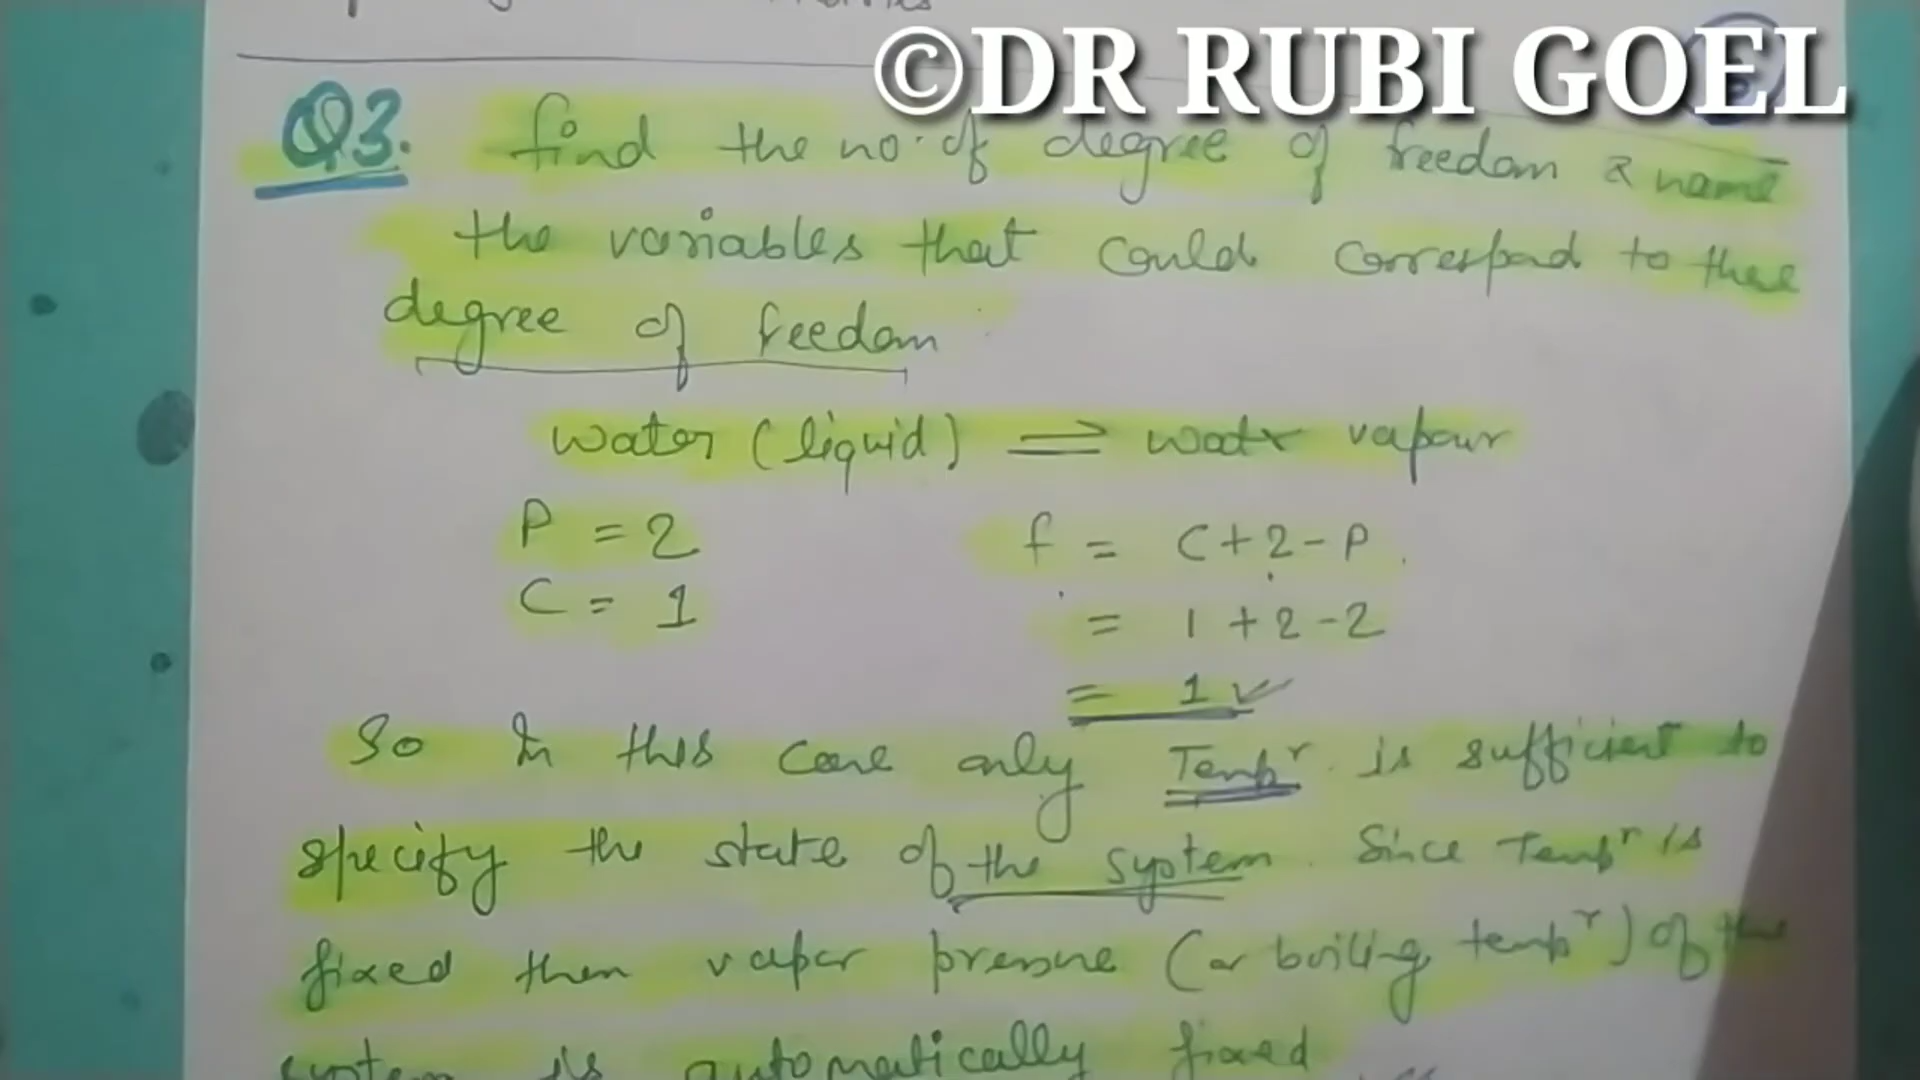 ©DR RUBI GOEL
Q3. find the no. of degree of freedom & name
the variables that could correspond to these
degree of freedom
water (liquid) ⇌ water vapour
P = 2
f = C+2-P
C = 1
= 1+2-2
= 1 ✓
So In this case only Tempr. is sufficient to
specify the state of the system. Since Tempr is
fixed then vapor pressure (or boiling tempr) of the
system is automatically fixed